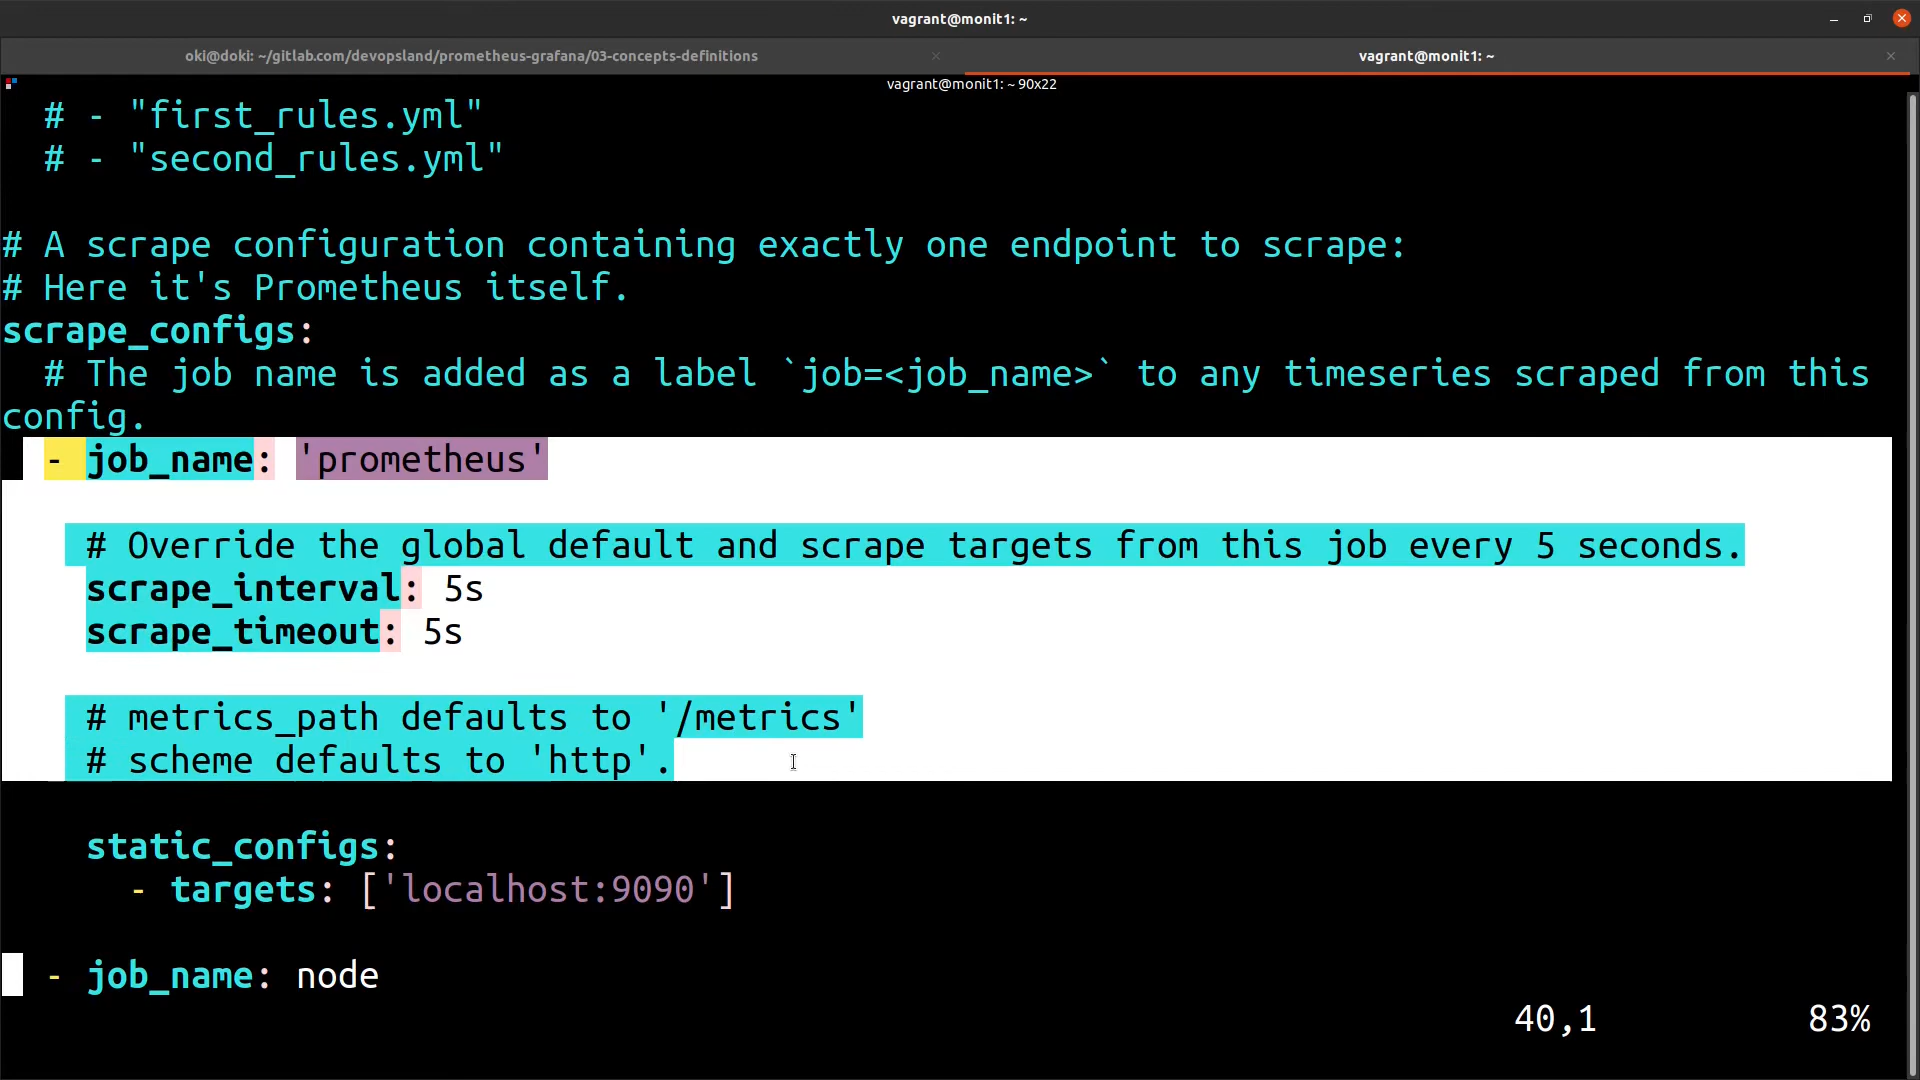 vagrant@monit1: ~
oki@doki: ~/gitlab.com/devopsland/prometheus-grafana/03-concepts-definitions
vagrant@monit1: ~
vagrant@monit1: ~ 90x22
# - "first_rules.yml"
# - "second_rules.yml"
# A scrape configuration containing exactly one endpoint to scrape:
# Here it's Prometheus itself.
scrape_configs:
# The job name is added as a label `job=<job_name>` to any timeseries scraped from this
config.
- job_name: 'prometheus'
# Override the global default and scrape targets from this job every 5 seconds.
scrape_interval: 5s
scrape_timeout: 5s
# metrics_path defaults to '/metrics'
# scheme defaults to 'http'.
static_configs:
- targets: ['localhost:9090']
- job_name: node
40,1 83%